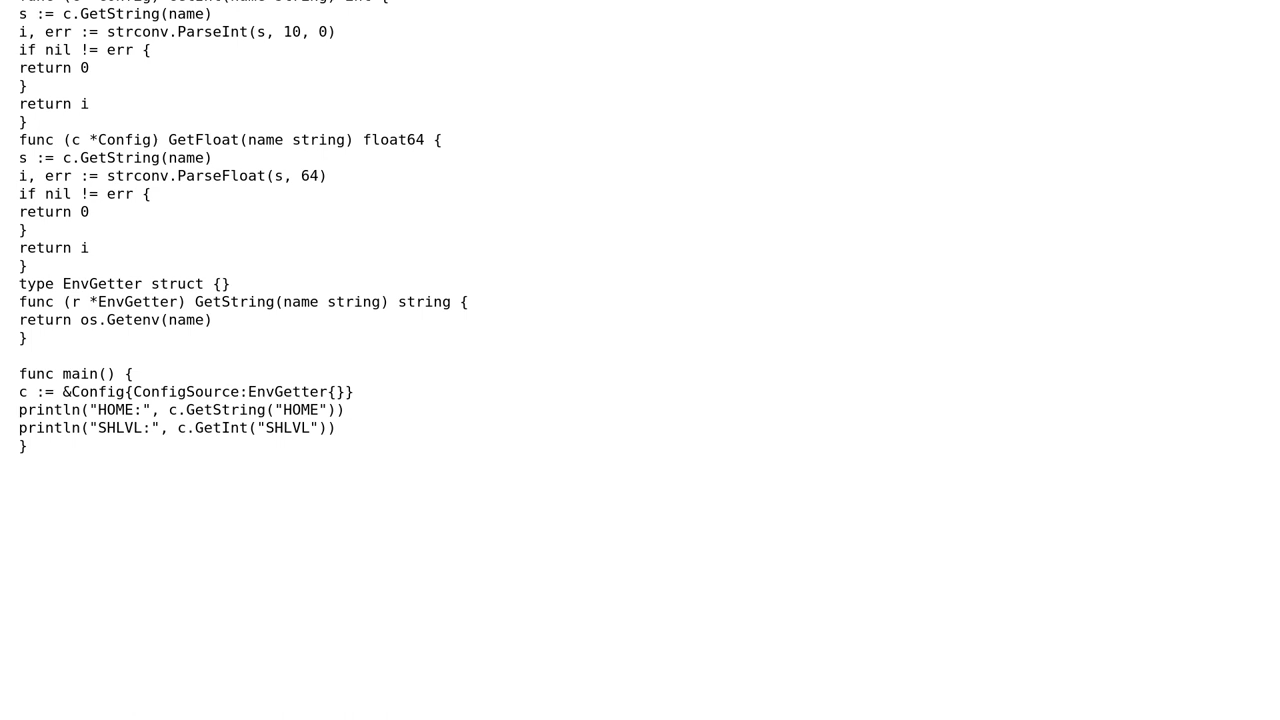 s := c.GetString(name)
i, err := strconv.ParseInt(s, 10, 0)
if nil != err {
return 0
}
return i
}
func (c *Config) GetFloat(name string) float64 {
s := c.GetString(name)
i, err := strconv.ParseFloat(s, 64)
if nil != err {
return 0
}
return i
}
type EnvGetter struct {}
func (r *EnvGetter) GetString(name string) string {
return os.Getenv(name)
}
func main() {
c := &Config{ConfigSource:EnvGetter{}}
println("HOME:", c.GetString("HOME"))
println("SHLVL:", c.GetInt("SHLVL"))
}